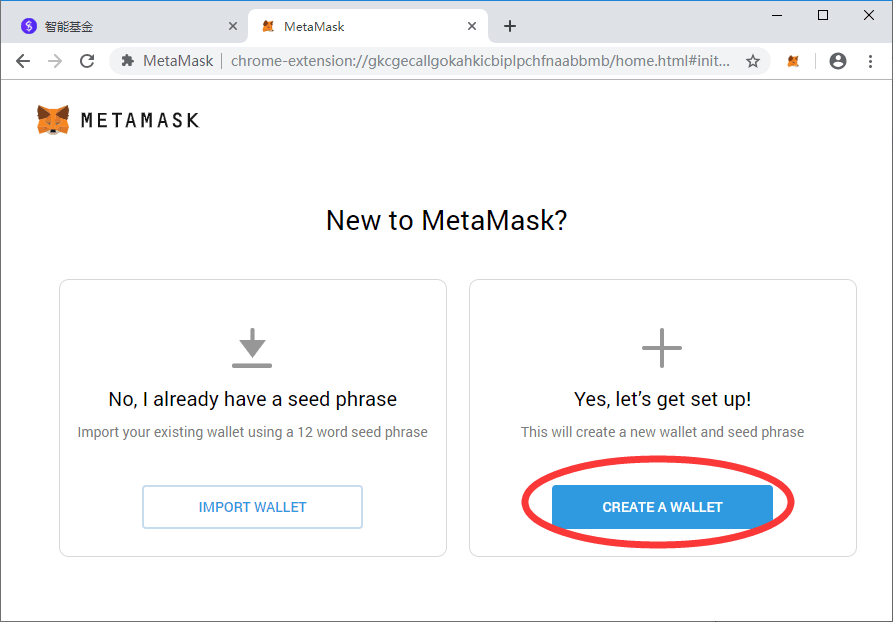 智能基金
MetaMask
MetaMask
chrome-extension://gkcgecallgokahkicbiplpchfnaabbmb/home.html#init...
METAMASK
New to MetaMask?
No, I already have a seed phrase
Import your existing wallet using a 12 word seed phrase
IMPORT WALLET
Yes, let’s get set up!
This will create a new wallet and seed phrase
CREATE A WALLET